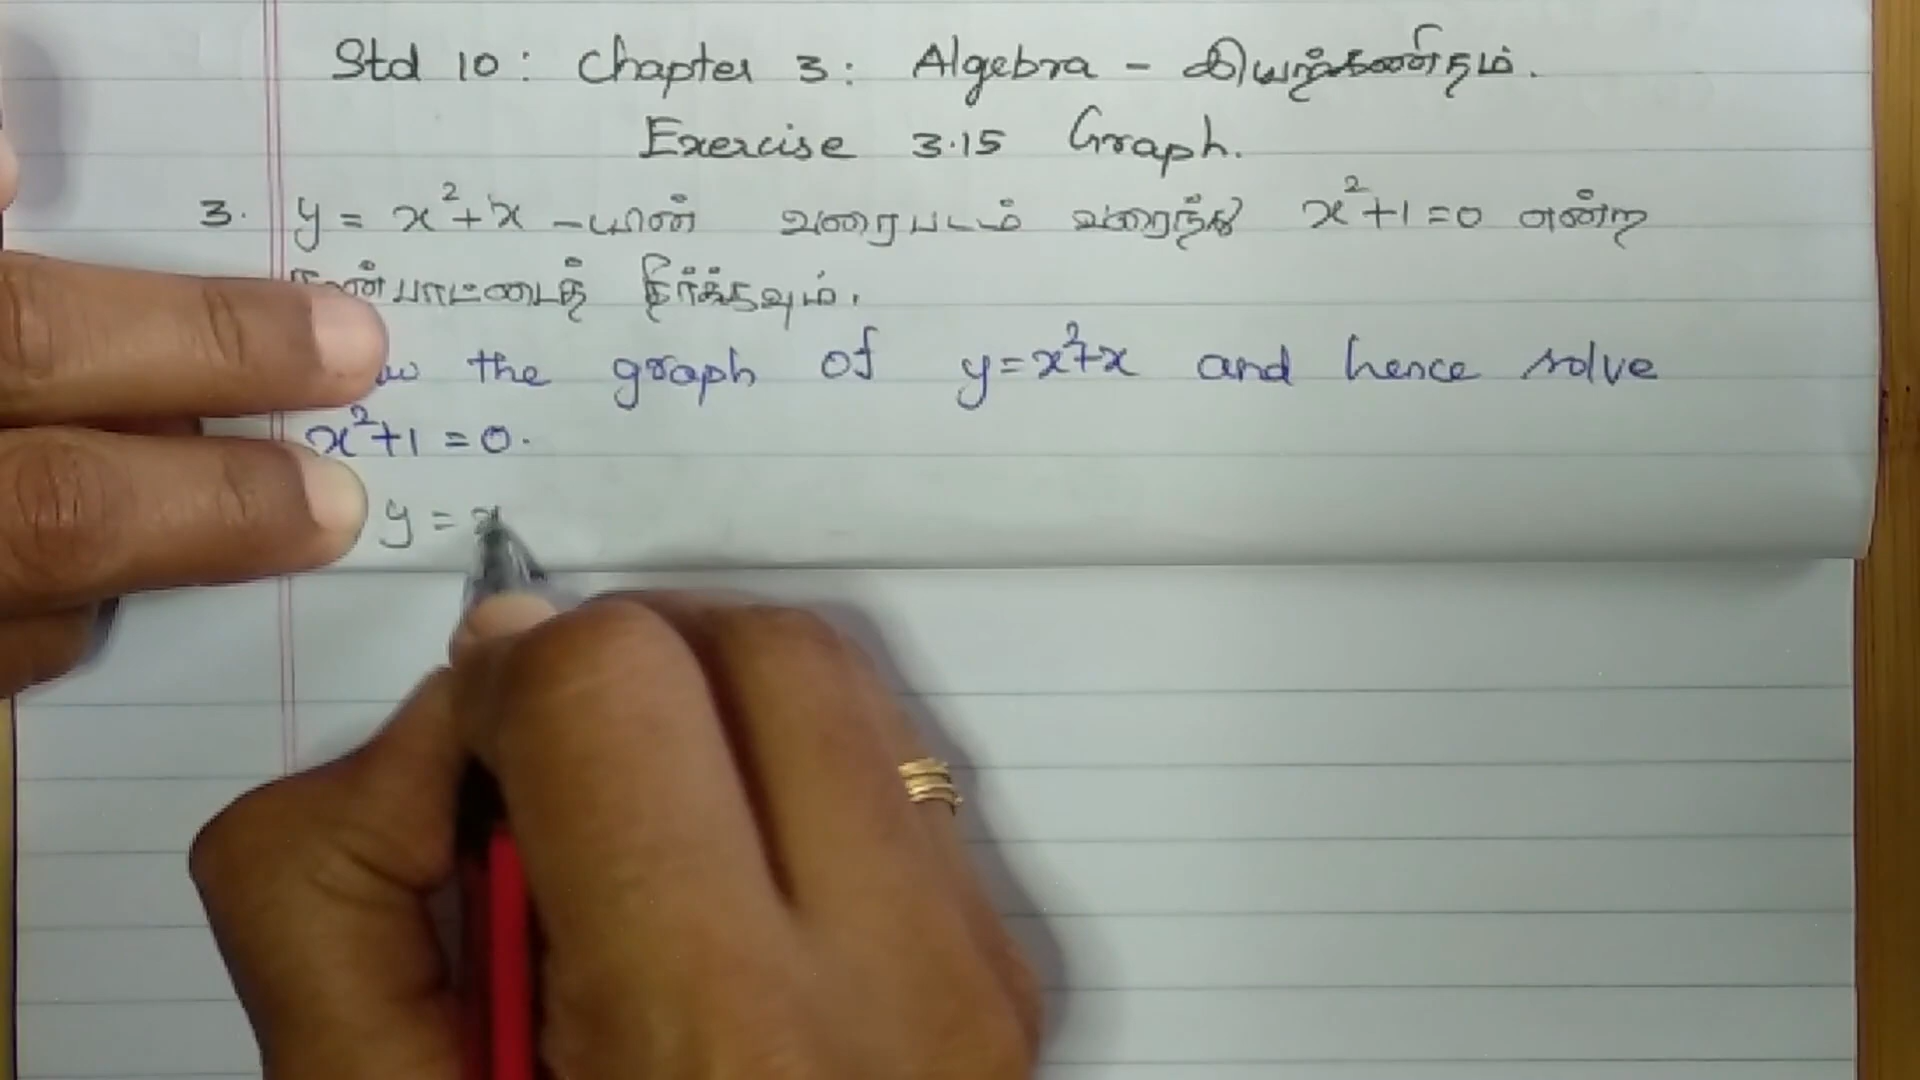 Std 10: Chapter 3: Algebra - இயற்கணிதம்.
Exercise 3.15 Graph.
3. y = x²+x -யின் வரைபடம் வரைந்து x²+1=0 என்ற
தீர்க்கவும்.
the graph of y=x²+x and hence solve
x²+1=0.
y =